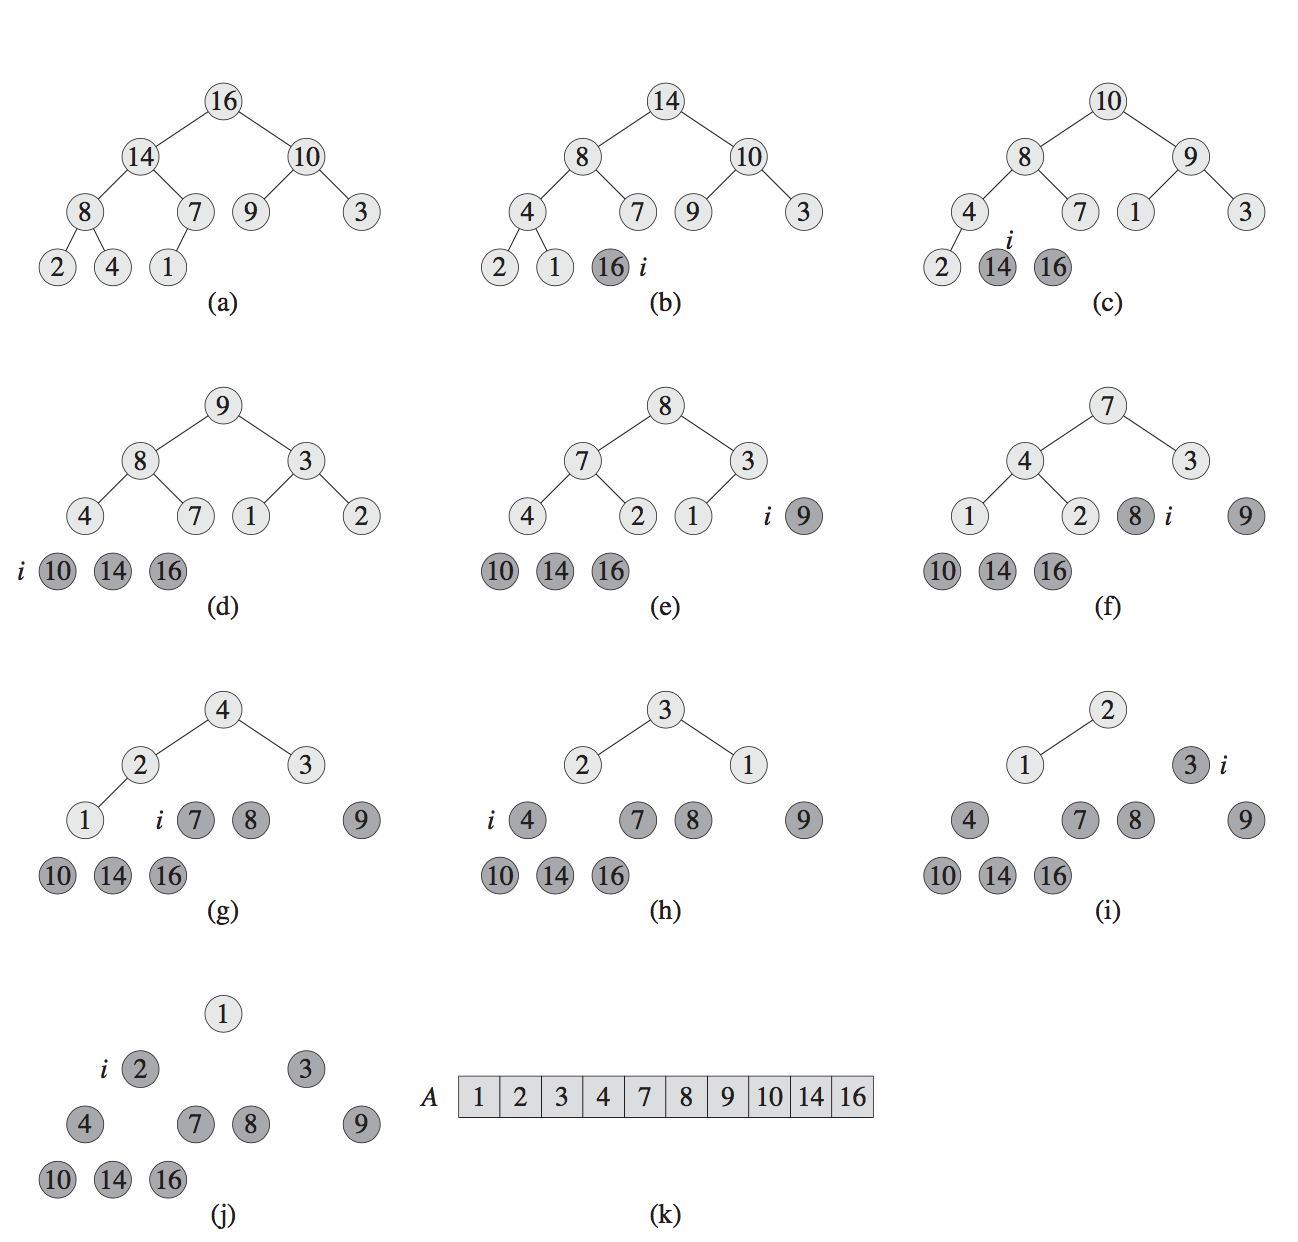 16 14 10
14 10 8 10 8 9
8 7 9 3 4 7 9 3 4 7 1 3
i
2 4 1 2 1 16 i 2 14 16
(a) (b) (c)
9 8 7
8 3 7 3 4 3
4 7 1 2 4 2 1 i 9 1 2 8 i 9
i 10 14 16 10 14 16 10 14 16
(d) (e) (f)
4 3 2
2 3 2 1 1 3 i
1 i 7 8 9 i 4 7 8 9 4 7 8 9
10 14 16 10 14 16 10 14 16
(g) (h) (i)
1
i 2 3
A 1 2 3 4 7 8 9 10 14 16
4 7 8 9
10 14 16
(j) (k)